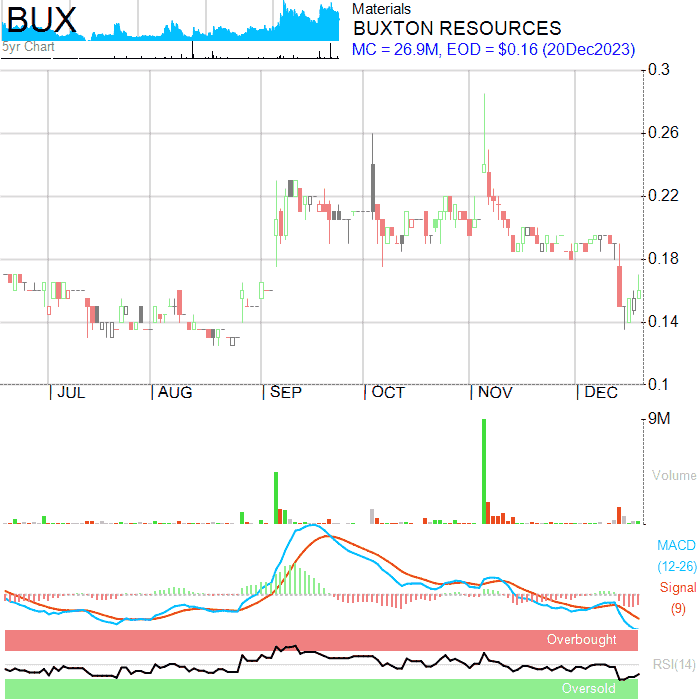 BUX
5yr Chart
Materials
BUXTON RESOURCES
MC = 26.9M, EOD = $0.16 (20Dec2023)
0.3
0.26
0.22
0.18
0.14
0.1
JUL AUG SEP OCT NOV DEC
9M
Volume
MACD
(12-26)
Signal
(9)
Overbought
RSI(14)
Oversold